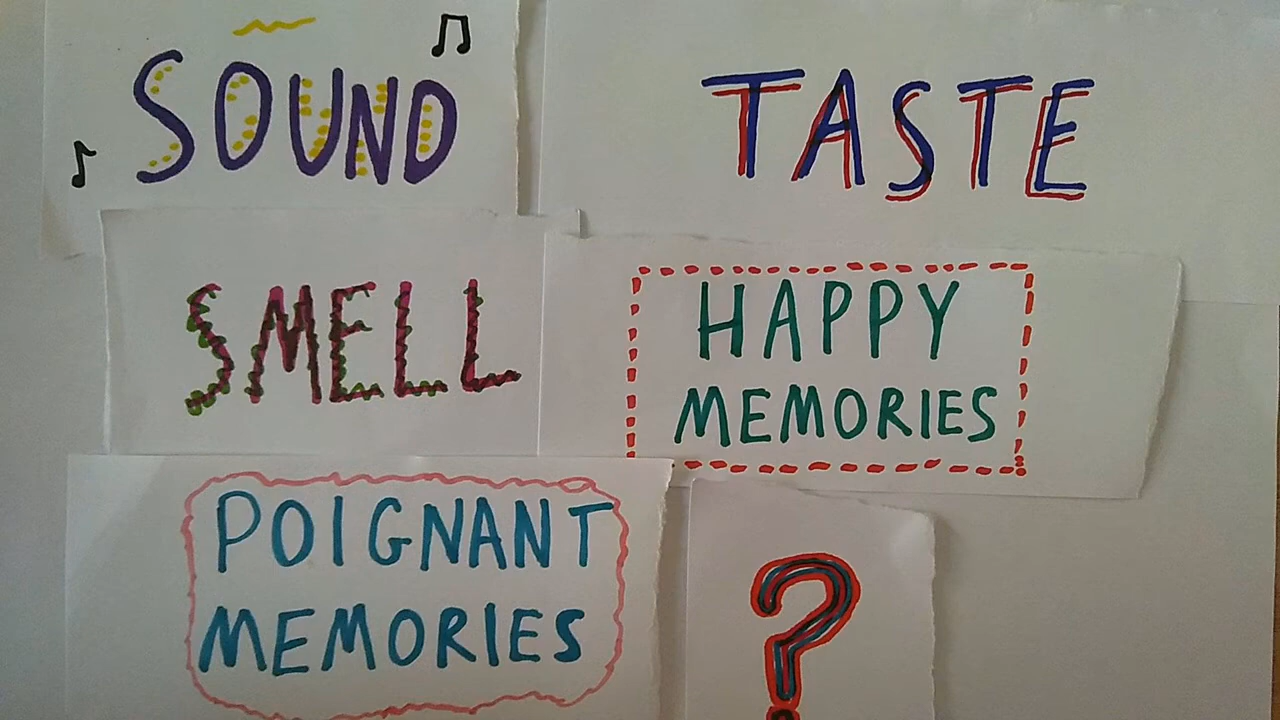 SOUND
TASTE
SMELL
HAPPY
MEMORIES
POIGNANT
MEMORIES
?